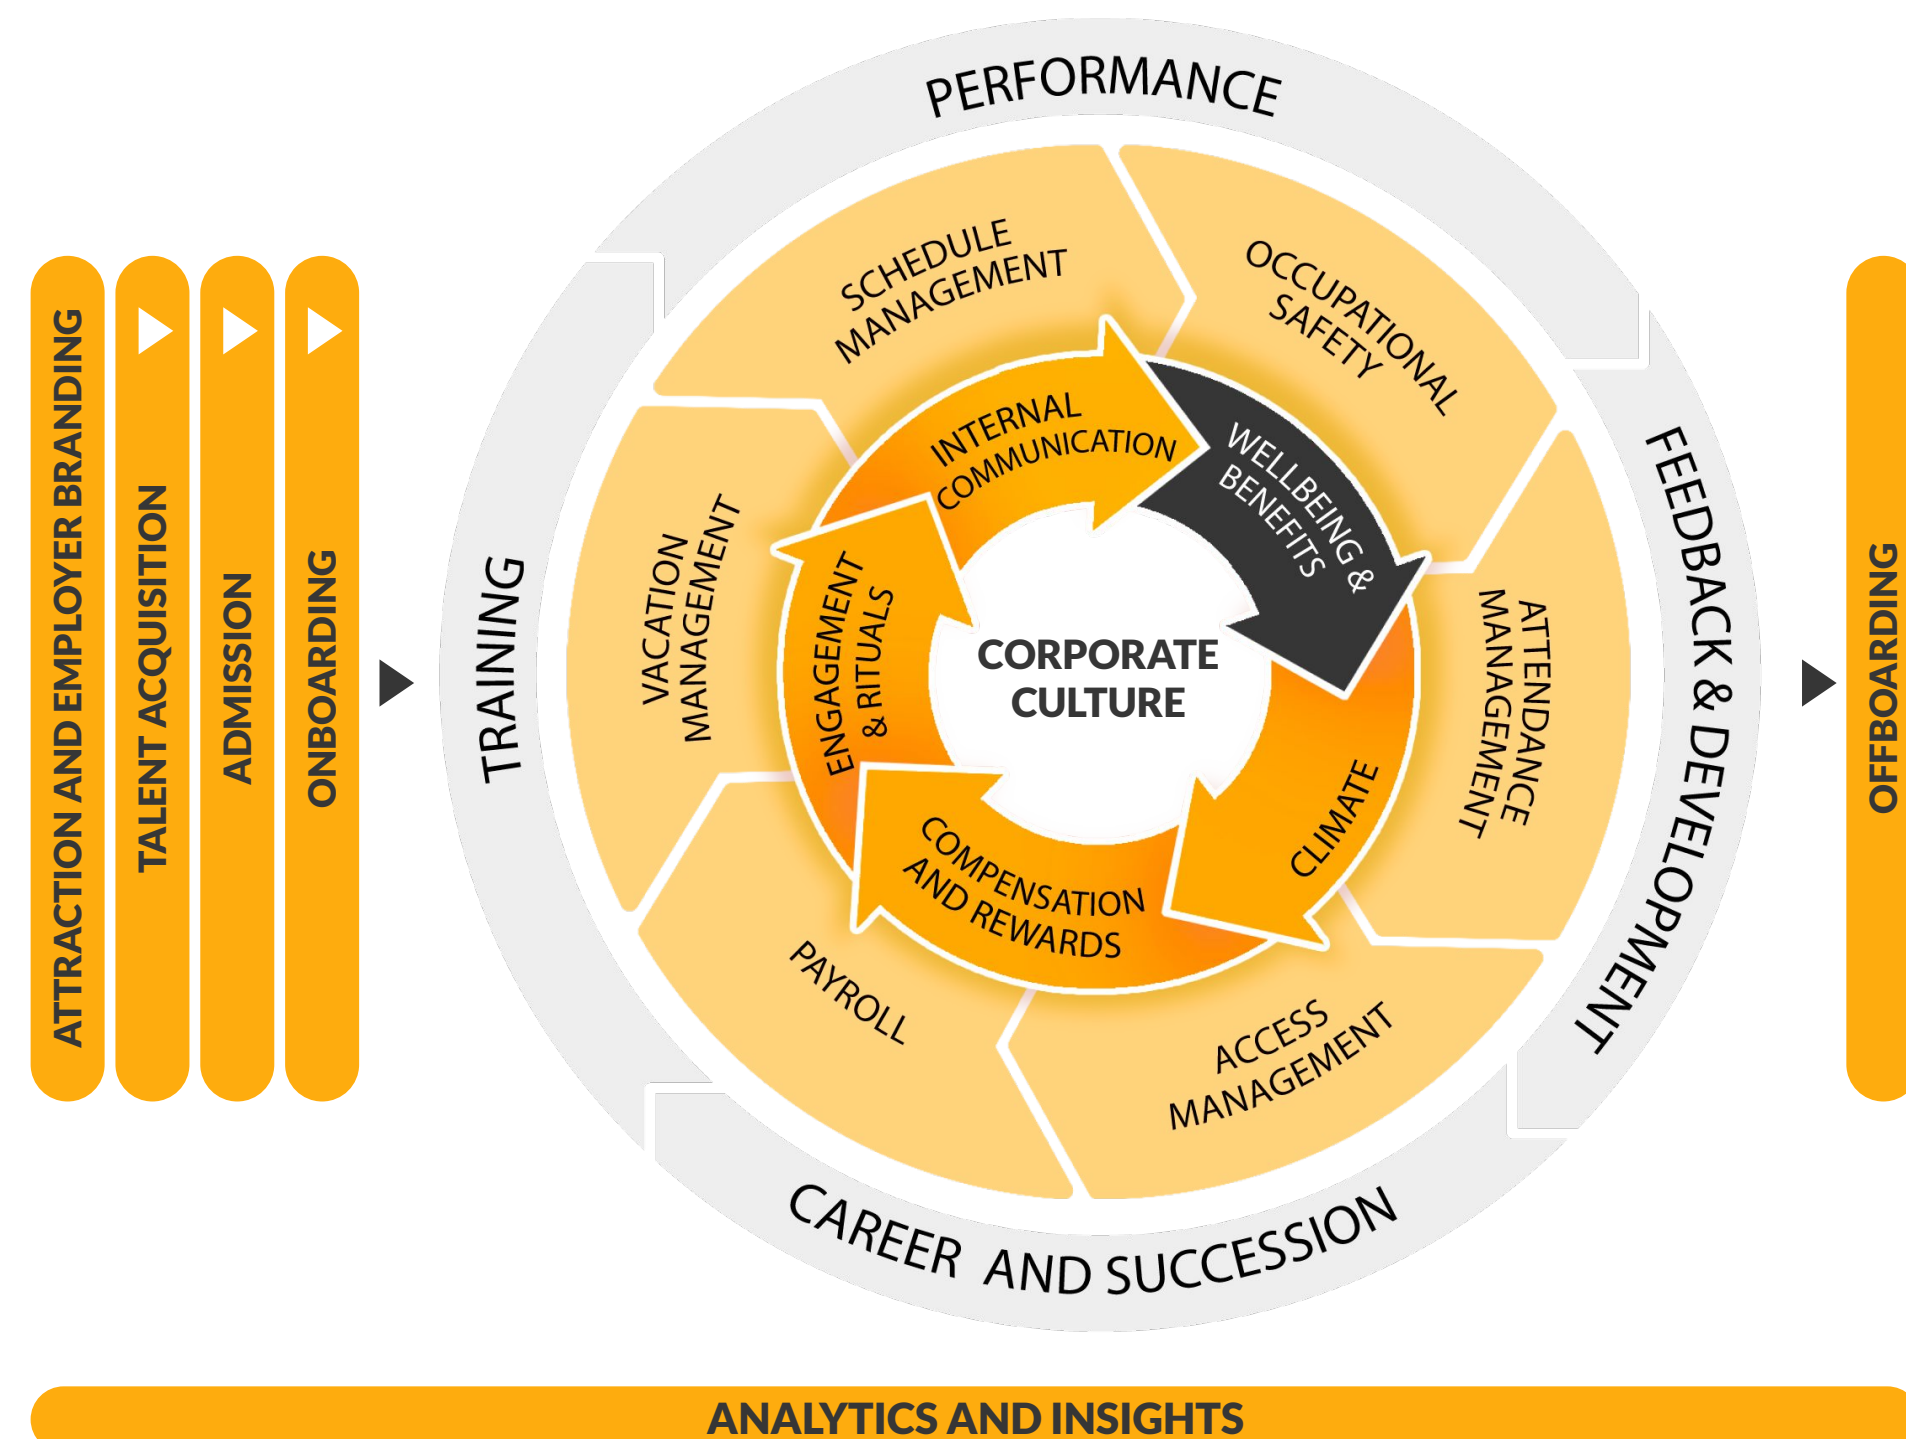 ATTRACTION AND EMPLOYER BRANDING
TALENT ACQUISITION
ADMISSION
ONBOARDING
PERFORMANCE
FEEDBACK & DEVELOPMENT
CAREER AND SUCCESSION
TRAINING
SCHEDULE
MANAGEMENT
OCCUPATIONAL
SAFETY
ATTENDANCE
MANAGEMENT
ACCESS
MANAGEMENT
PAYROLL
VACATION
MANAGEMENT
INTERNAL
COMMUNICATION
WELLBEING &
BENEFITS
CLIMATE
COMPENSATION
AND REWARDS
ENGAGEMENT
& RITUALS
CORPORATE
CULTURE
OFFBOARDING
ANALYTICS AND INSIGHTS